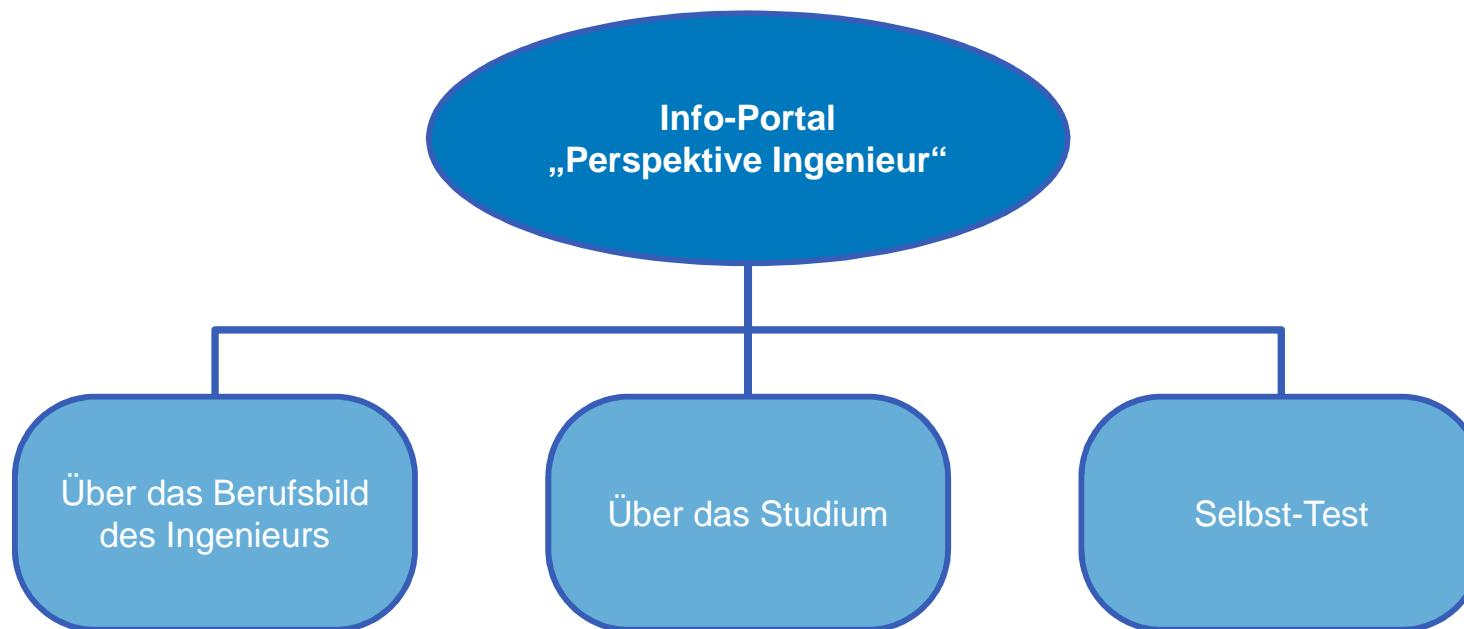 Info-Portal
„Perspektive Ingenieur“
Über das Berufsbild
des Ingenieurs
Über das Studium
Selbst-Test